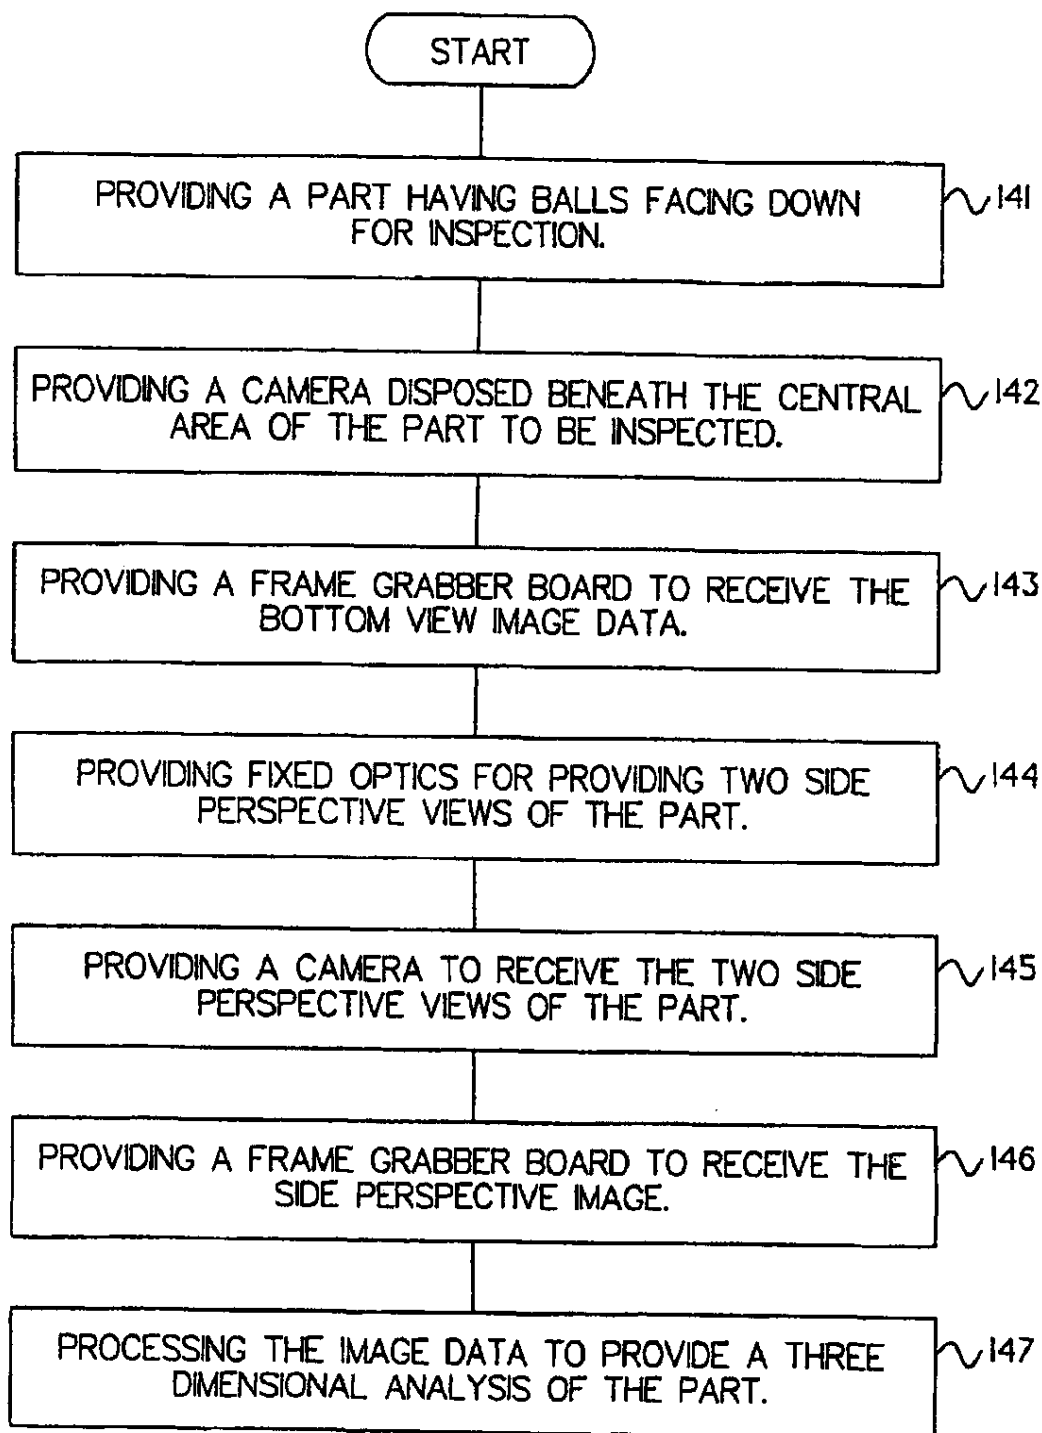 START
PROVIDING A PART HAVING BALLS FACING DOWN
FOR INSPECTION.
141
PROVIDING A CAMERA DISPOSED BENEATH THE CENTRAL
AREA OF THE PART TO BE INSPECTED.
142
PROVIDING A FRAME GRABBER BOARD TO RECEIVE THE
BOTTOM VIEW IMAGE DATA.
143
PROVIDING FIXED OPTICS FOR PROVIDING TWO SIDE
PERSPECTIVE VIEWS OF THE PART.
144
PROVIDING A CAMERA TO RECEIVE THE TWO SIDE
PERSPECTIVE VIEWS OF THE PART.
145
PROVIDING A FRAME GRABBER BOARD TO RECEIVE THE
SIDE PERSPECTIVE IMAGE.
146
PROCESSING THE IMAGE DATA TO PROVIDE A THREE
DIMENSIONAL ANALYSIS OF THE PART.
147